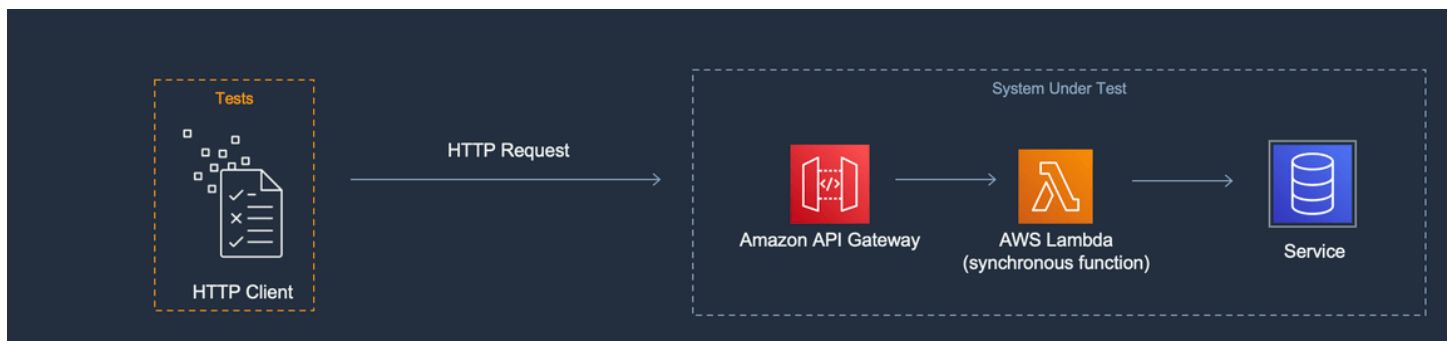 Tests
HTTP Client
HTTP Request
System Under Test
Amazon API Gateway
AWS Lambda
(synchronous function)
Service